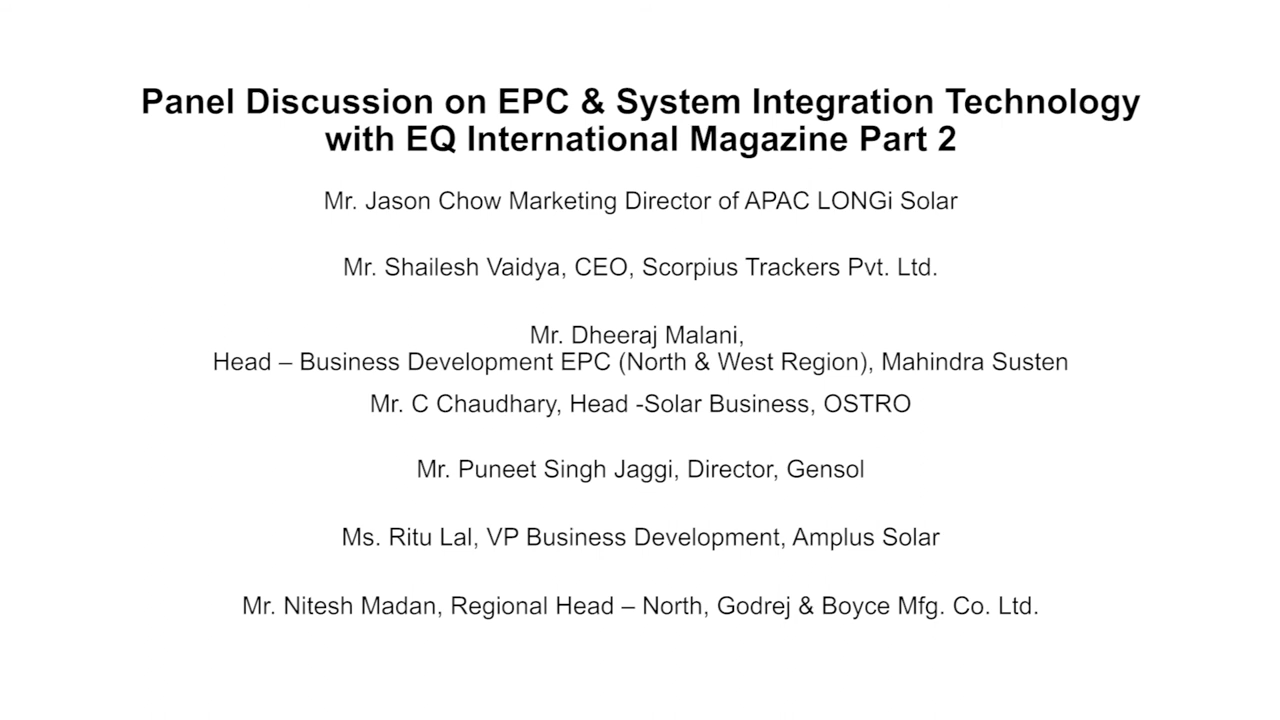 Panel Discussion on EPC & System Integration Technology
with EQ International Magazine Part 2
Mr. Jason Chow Marketing Director of APAC LONGi Solar
Mr. Shailesh Vaidya, CEO, Scorpius Trackers Pvt. Ltd.
Mr. Dheeraj Malani,
Head – Business Development EPC (North & West Region), Mahindra Susten
Mr. C Chaudhary, Head -Solar Business, OSTRO
Mr. Puneet Singh Jaggi, Director, Gensol
Ms. Ritu Lal, VP Business Development, Amplus Solar
Mr. Nitesh Madan, Regional Head – North, Godrej & Boyce Mfg. Co. Ltd.